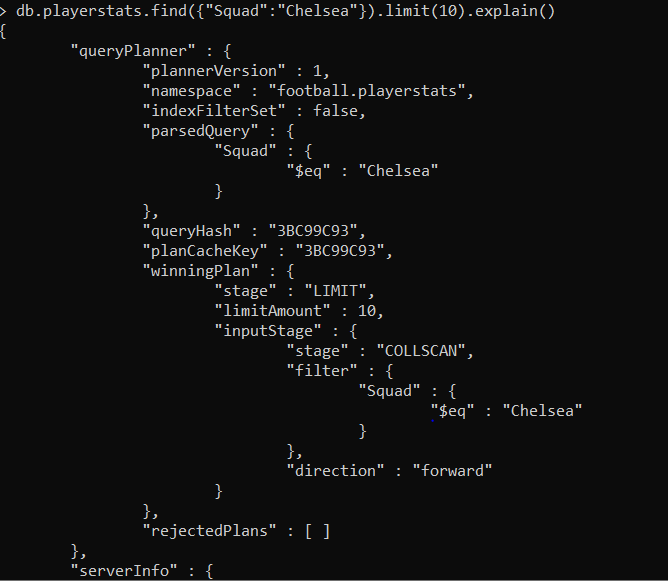 > db.playerstats.find({"Squad":"Chelsea"}).limit(10).explain()
{
        "queryPlanner" : {
                "plannerVersion" : 1,
                "namespace" : "football.playerstats",
                "indexFilterSet" : false,
                "parsedQuery" : {
                        "Squad" : {
                                "$eq" : "Chelsea"
                        }
                },
                "queryHash" : "3BC99C93",
                "planCacheKey" : "3BC99C93",
                "winningPlan" : {
                        "stage" : "LIMIT",
                        "limitAmount" : 10,
                        "inputStage" : {
                                "stage" : "COLLSCAN",
                                "filter" : {
                                        "Squad" : {
                                                "$eq" : "Chelsea"
                                        }
                                },
                                "direction" : "forward"
                        }
                },
                "rejectedPlans" : [ ]
        },
        "serverInfo" : {